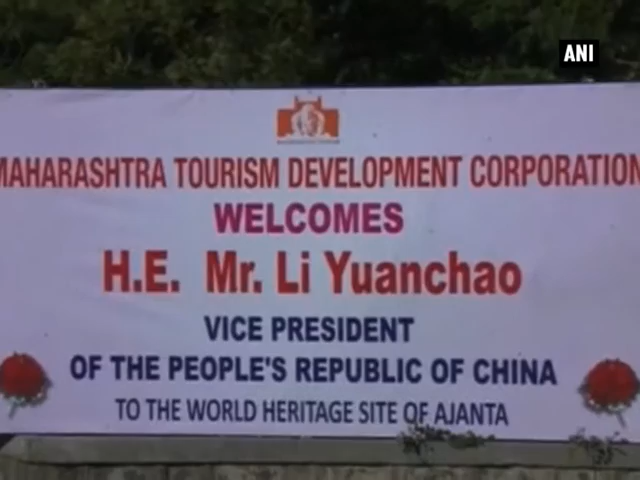 ANI
MAHARASHTRA TOURISM DEVELOPMENT CORPORATION
WELCOMES
H.E. Mr. Li Yuanchao
VICE PRESIDENT
OF THE PEOPLE'S REPUBLIC OF CHINA
TO THE WORLD HERITAGE SITE OF AJANTA